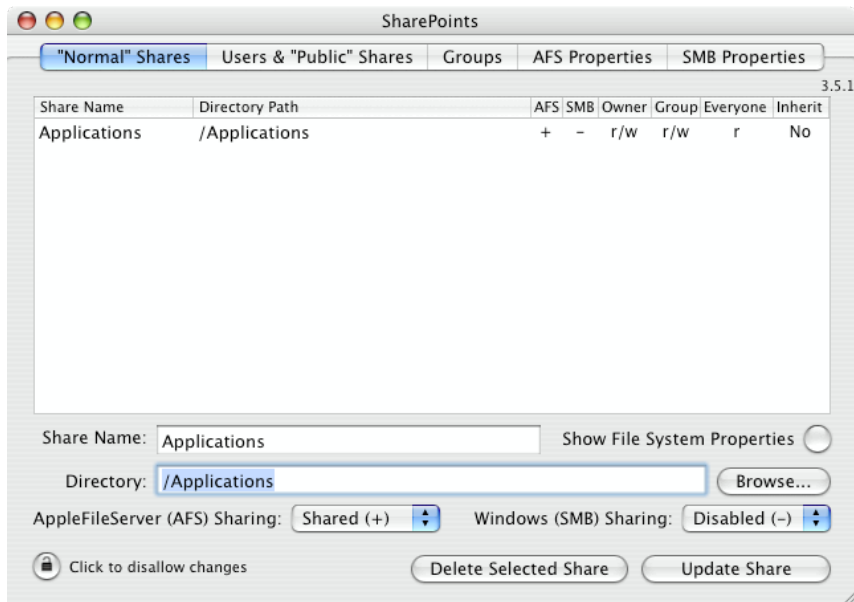 SharePoints
"Normal" Shares Users & "Public" Shares Groups AFS Properties SMB Properties
3.5.1
Share Name Directory Path AFS SMB Owner Group Everyone Inherit
Applications /Applications + – r/w r/w r No
Share Name: Applications Show File System Properties
Directory: /Applications Browse...
AppleFileServer (AFS) Sharing: Shared (+) Windows (SMB) Sharing: Disabled (–)
Click to disallow changes Delete Selected Share Update Share